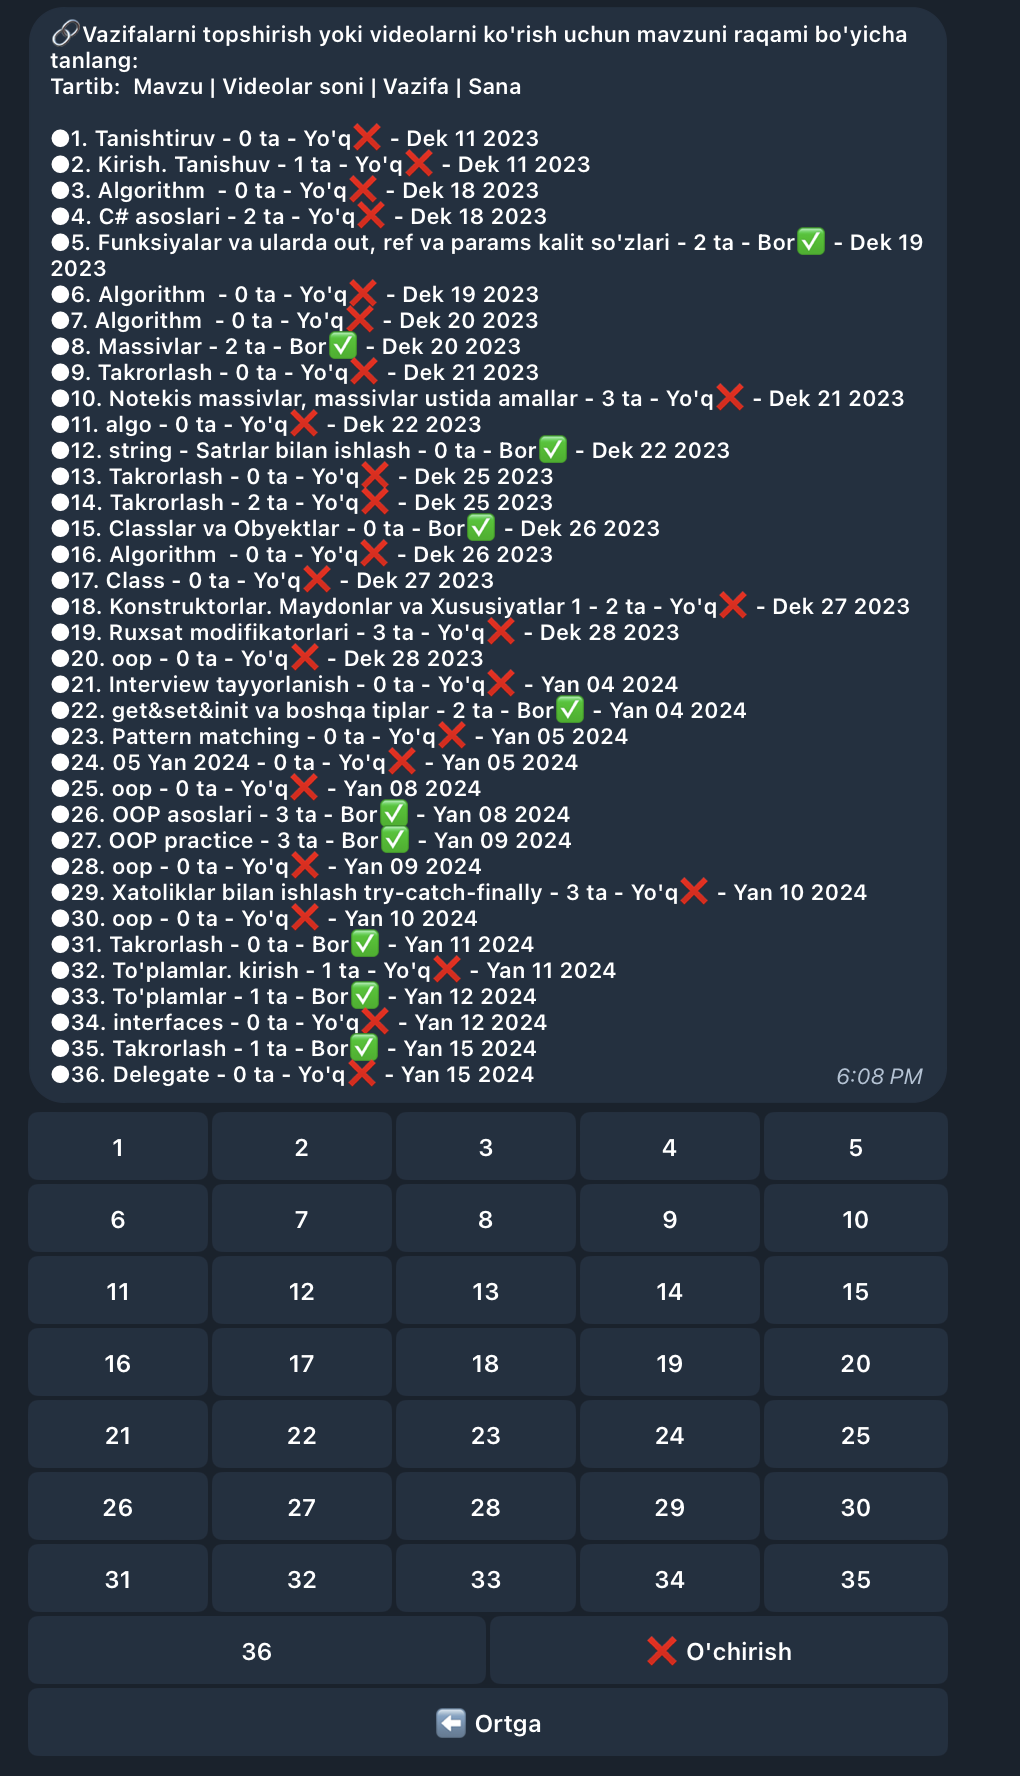 🔗Vazifalarni topshirish yoki videolarni ko'rish uchun mavzuni raqami bo'yicha
tanlang:
Tartib:  Mavzu | Videolar soni | Vazifa | Sana
●1. Tanishtiruv - 0 ta - Yo'q❌ - Dek 11 2023
●2. Kirish. Tanishuv - 1 ta - Yo'q❌ - Dek 11 2023
●3. Algorithm  - 0 ta - Yo'q❌ - Dek 18 2023
●4. C# asoslari - 2 ta - Yo'q❌ - Dek 18 2023
●5. Funksiyalar va ularda out, ref va params kalit so'zlari - 2 ta - Bor✅ - Dek 19
2023
●6. Algorithm  - 0 ta - Yo'q❌ - Dek 19 2023
●7. Algorithm  - 0 ta - Yo'q❌ - Dek 20 2023
●8. Massivlar - 2 ta - Bor✅ - Dek 20 2023
●9. Takrorlash - 0 ta - Yo'q❌ - Dek 21 2023
●10. Notekis massivlar, massivlar ustida amallar - 3 ta - Yo'q❌ - Dek 21 2023
●11. algo - 0 ta - Yo'q❌ - Dek 22 2023
●12. string - Satrlar bilan ishlash - 0 ta - Bor✅ - Dek 22 2023
●13. Takrorlash - 0 ta - Yo'q❌ - Dek 25 2023
●14. Takrorlash - 2 ta - Yo'q❌ - Dek 25 2023
●15. Classlar va Obyektlar - 0 ta - Bor✅ - Dek 26 2023
●16. Algorithm  - 0 ta - Yo'q❌ - Dek 26 2023
●17. Class - 0 ta - Yo'q❌ - Dek 27 2023
●18. Konstruktorlar. Maydonlar va Xususiyatlar 1 - 2 ta - Yo'q❌ - Dek 27 2023
●19. Ruxsat modifikatorlari - 3 ta - Yo'q❌ - Dek 28 2023
●20. oop - 0 ta - Yo'q❌ - Dek 28 2023
●21. Interview tayyorlanish - 0 ta - Yo'q❌ - Yan 04 2024
●22. get&set&init va boshqa tiplar - 2 ta - Bor✅ - Yan 04 2024
●23. Pattern matching - 0 ta - Yo'q❌ - Yan 05 2024
●24. 05 Yan 2024 - 0 ta - Yo'q❌ - Yan 05 2024
●25. oop - 0 ta - Yo'q❌ - Yan 08 2024
●26. OOP asoslari - 3 ta - Bor✅ - Yan 08 2024
●27. OOP practice - 3 ta - Bor✅ - Yan 09 2024
●28. oop - 0 ta - Yo'q❌ - Yan 09 2024
●29. Xatoliklar bilan ishlash try-catch-finally - 3 ta - Yo'q❌ - Yan 10 2024
●30. oop - 0 ta - Yo'q❌ - Yan 10 2024
●31. Takrorlash - 0 ta - Bor✅ - Yan 11 2024
●32. To'plamlar. kirish - 1 ta - Yo'q❌ - Yan 11 2024
●33. To'plamlar - 1 ta - Bor✅ - Yan 12 2024
●34. interfaces - 0 ta - Yo'q❌ - Yan 12 2024
●35. Takrorlash - 1 ta - Bor✅ - Yan 15 2024
●36. Delegate - 0 ta - Yo'q❌ - Yan 15 2024
6:08 PM
1 2 3 4 5
6 7 8 9 10
11 12 13 14 15
16 17 18 19 20
21 22 23 24 25
26 27 28 29 30
31 32 33 34 35
36 ❌ O'chirish
⬅️ Ortga